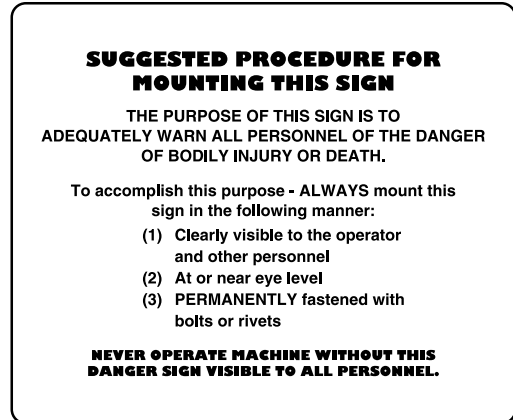 SUGGESTED PROCEDURE FOR
MOUNTING THIS SIGN
THE PURPOSE OF THIS SIGN IS TO
ADEQUATELY WARN ALL PERSONNEL OF THE DANGER
OF BODILY INJURY OR DEATH.
To accomplish this purpose - ALWAYS mount this
sign in the following manner:
(1) Clearly visible to the operator
and other personnel
(2) At or near eye level
(3) PERMANENTLY fastened with
bolts or rivets
NEVER OPERATE MACHINE WITHOUT THIS
DANGER SIGN VISIBLE TO ALL PERSONNEL.